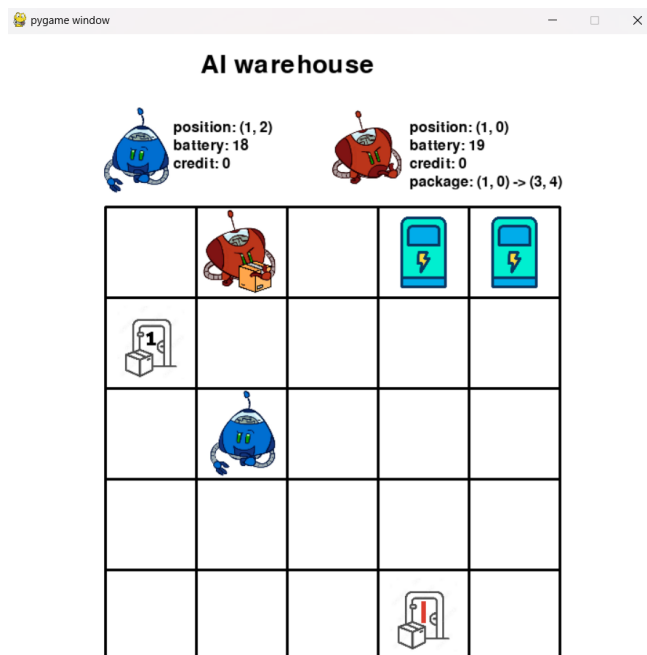 pygame window
AI warehouse
position: (1, 2)
battery: 18
credit: 0
position: (1, 0)
battery: 19
credit: 0
package: (1, 0) -> (3, 4)
1